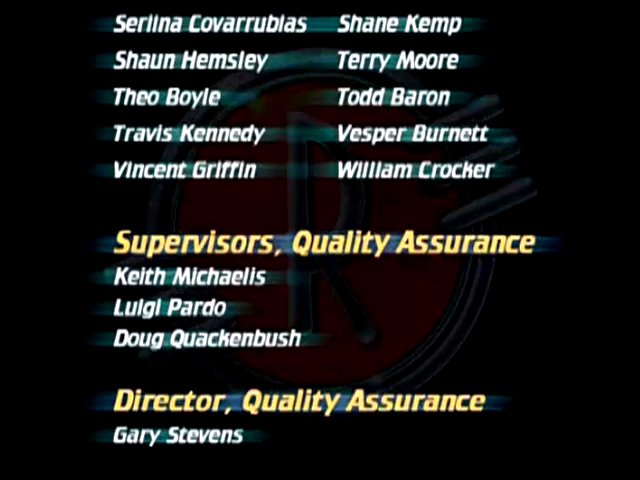 Serlina Covarrubias Shane Kemp
Shaun Hemsley Terry Moore
Theo Boyle Todd Baron
Travis Kennedy Vesper Burnett
Vincent Griffin William Crocker
Supervisors, Quality Assurance
Keith Michaelis
Luigi Pardo
Doug Quackenbush
Director, Quality Assurance
Gary Stevens
R